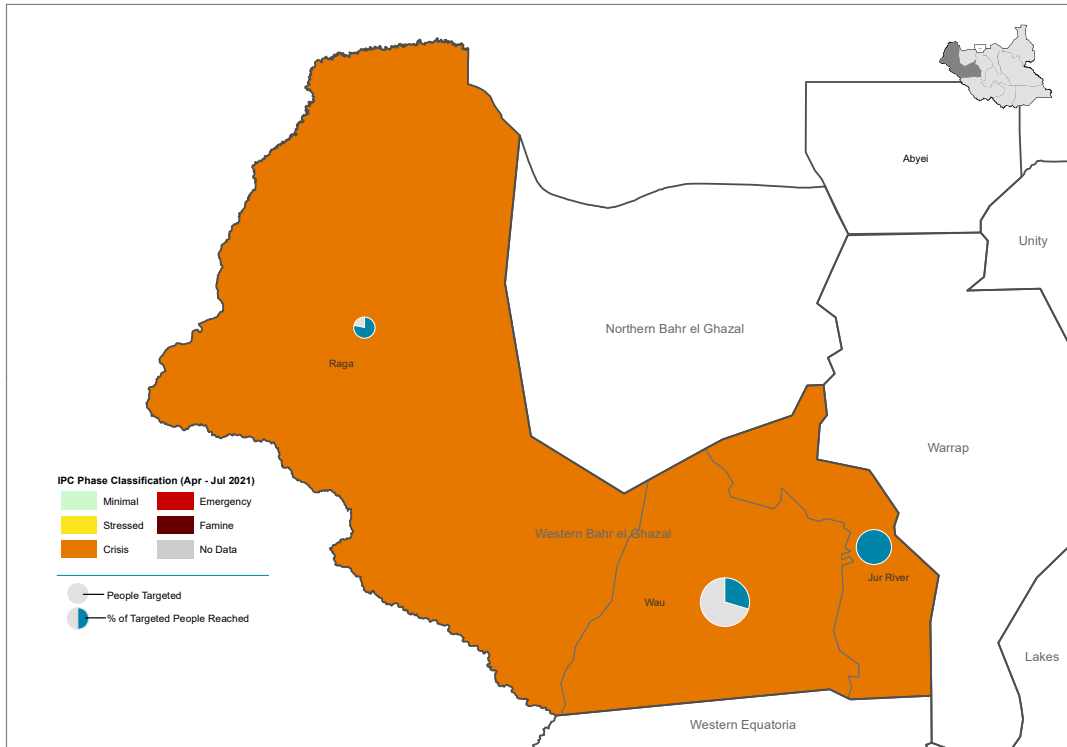 Abyei
Unity
Northern Bahr el Ghazal
Raga
Warrap
IPC Phase Classification (Apr - Jul 2021)
Minimal
Emergency
Stressed
Famine
Crisis
No Data
Western Bahr el Ghazal
Jur River
People Targeted
Wau
% of Targeted People Reached
Lakes
Western Equatoria